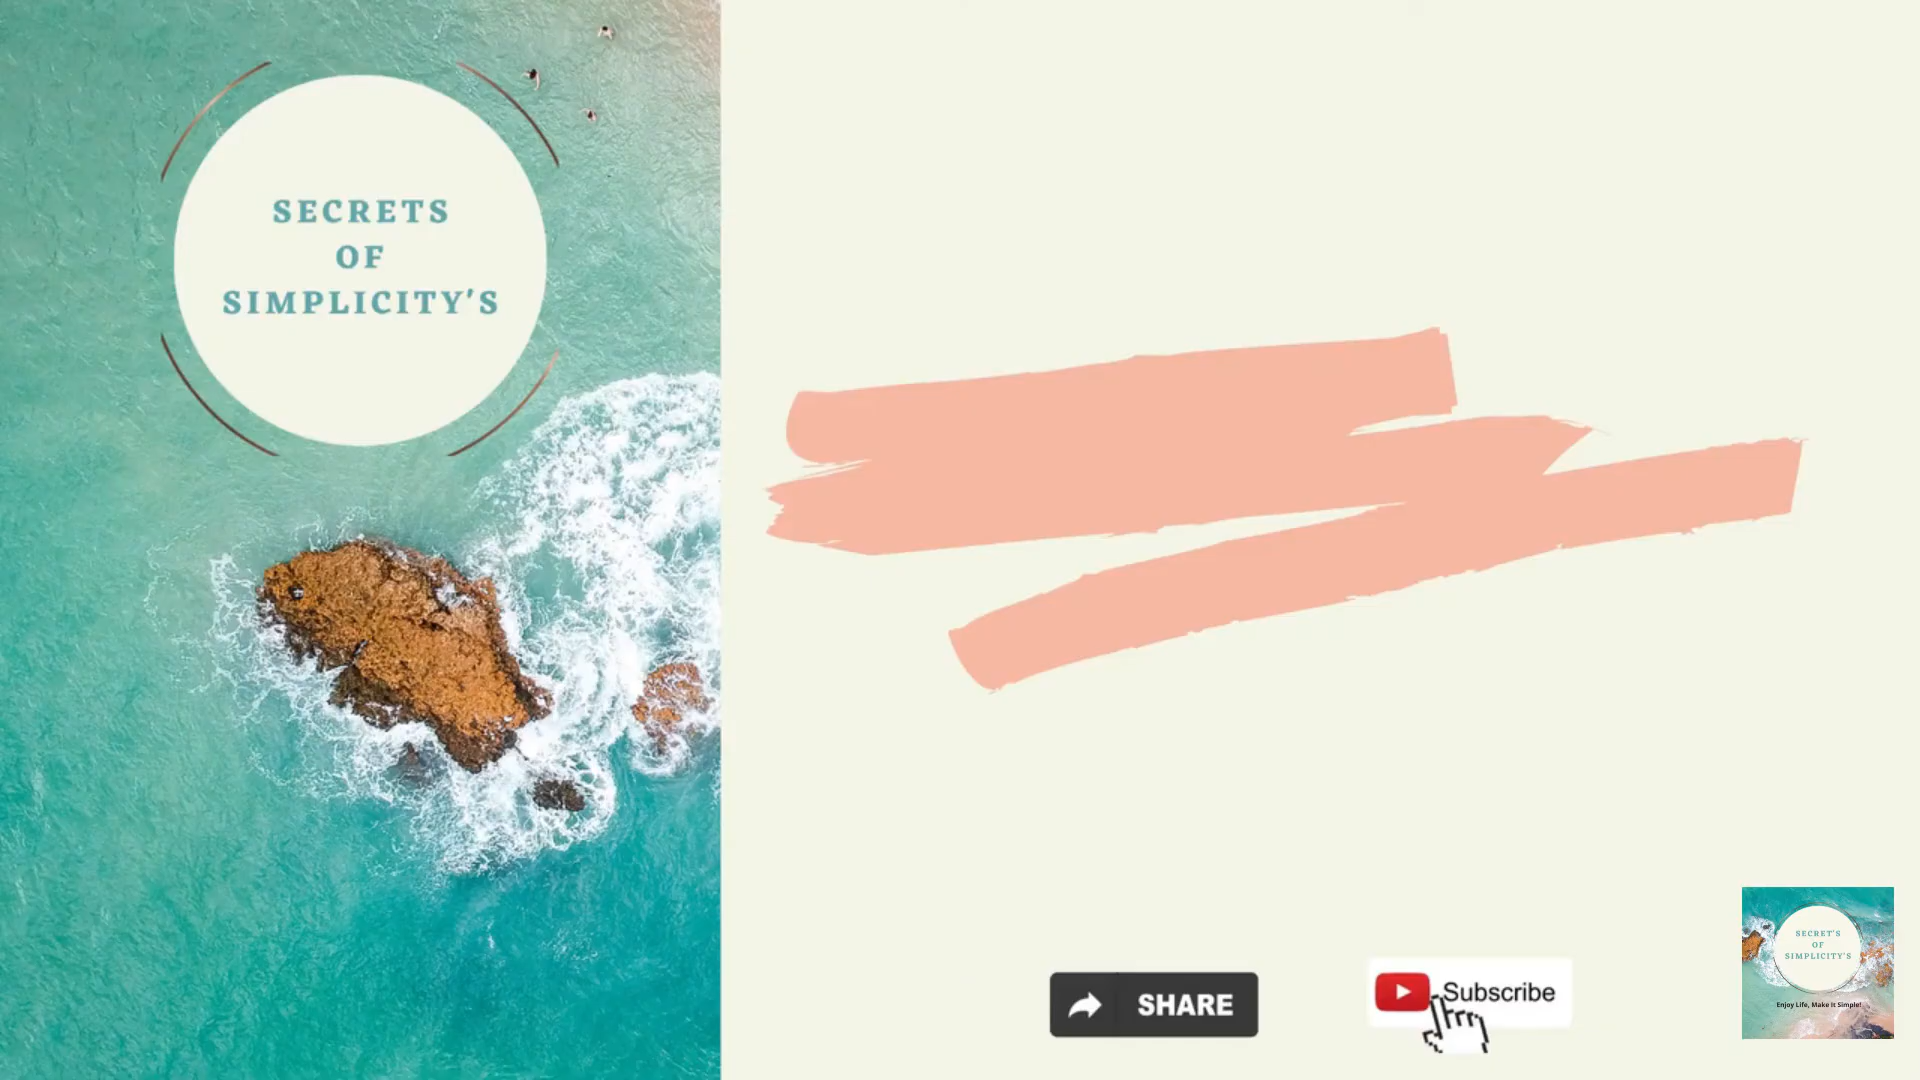 SECRETS
OF
SIMPLICITY'S
SHARE
Subscribe
SECRET'S
OF
SIMPLICITY'S
Enjoy Life, Make It Simple!